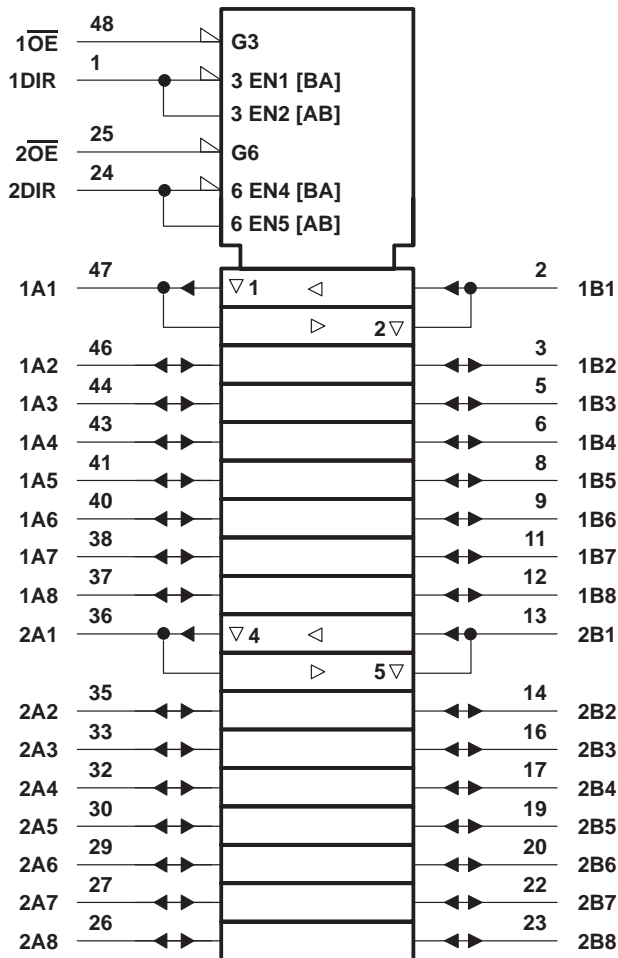 48
1OE G3
1
1DIR 3 EN1 [BA]
3 EN2 [AB]
25
2OE G6
24
2DIR 6 EN4 [BA]
6 EN5 [AB]
47 2
1A1 1 1B1
2
46 3
1A2 1B2
44 5
1A3 1B3
43 6
1A4 1B4
41 8
1A5 1B5
40 9
1A6 1B6
38 11
1A7 1B7
37 12
1A8 1B8
36 13
2A1 4 2B1
5
35 14
2A2 2B2
33 16
2A3 2B3
32 17
2A4 2B4
30 19
2A5 2B5
29 20
2A6 2B6
27 22
2A7 2B7
26 23
2A8 2B8